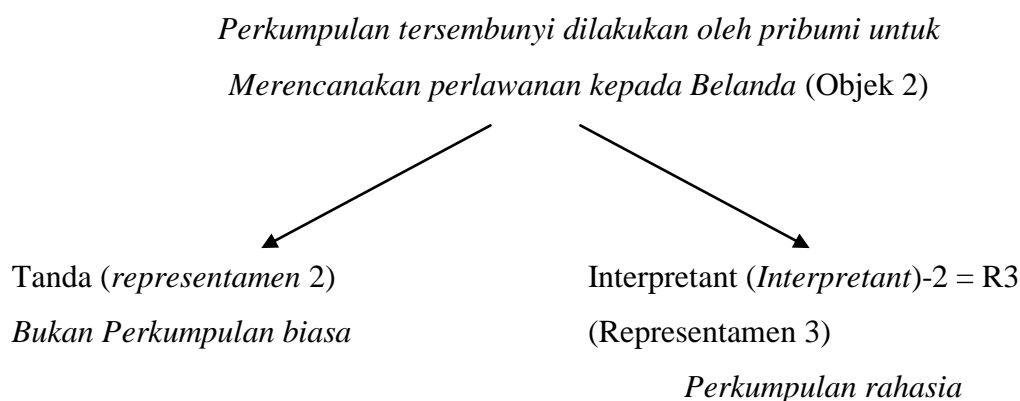 Perkumpulan tersembunyi dilakukan oleh pribumi untuk
Merencanakan perlawanan kepada Belanda (Objek 2)
Tanda (representamen 2)
Bukan Perkumpulan biasa
Interpretant (Interpretant)-2 = R3
(Representamen 3)
Perkumpulan rahasia